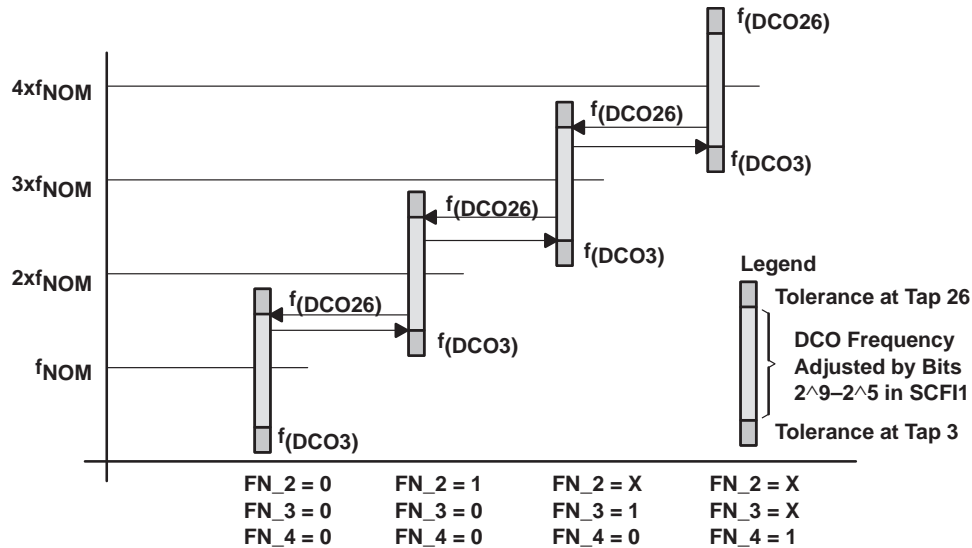 f(DCO26)
4xfNOM
f(DCO26)
f(DCO3)
3xfNOM
f(DCO26)
f(DCO3)
2xfNOM
Legend
Tolerance at Tap 26
f(DCO26)
DCO Frequency
Adjusted by Bits
2^9–2^5 in SCFI1
f(DCO3)
fNOM
Tolerance at Tap 3
f(DCO3)
FN_2 = 0 FN_2 = 1 FN_2 = X FN_2 = X
FN_3 = 0 FN_3 = 0 FN_3 = 1 FN_3 = X
FN_4 = 0 FN_4 = 0 FN_4 = 0 FN_4 = 1